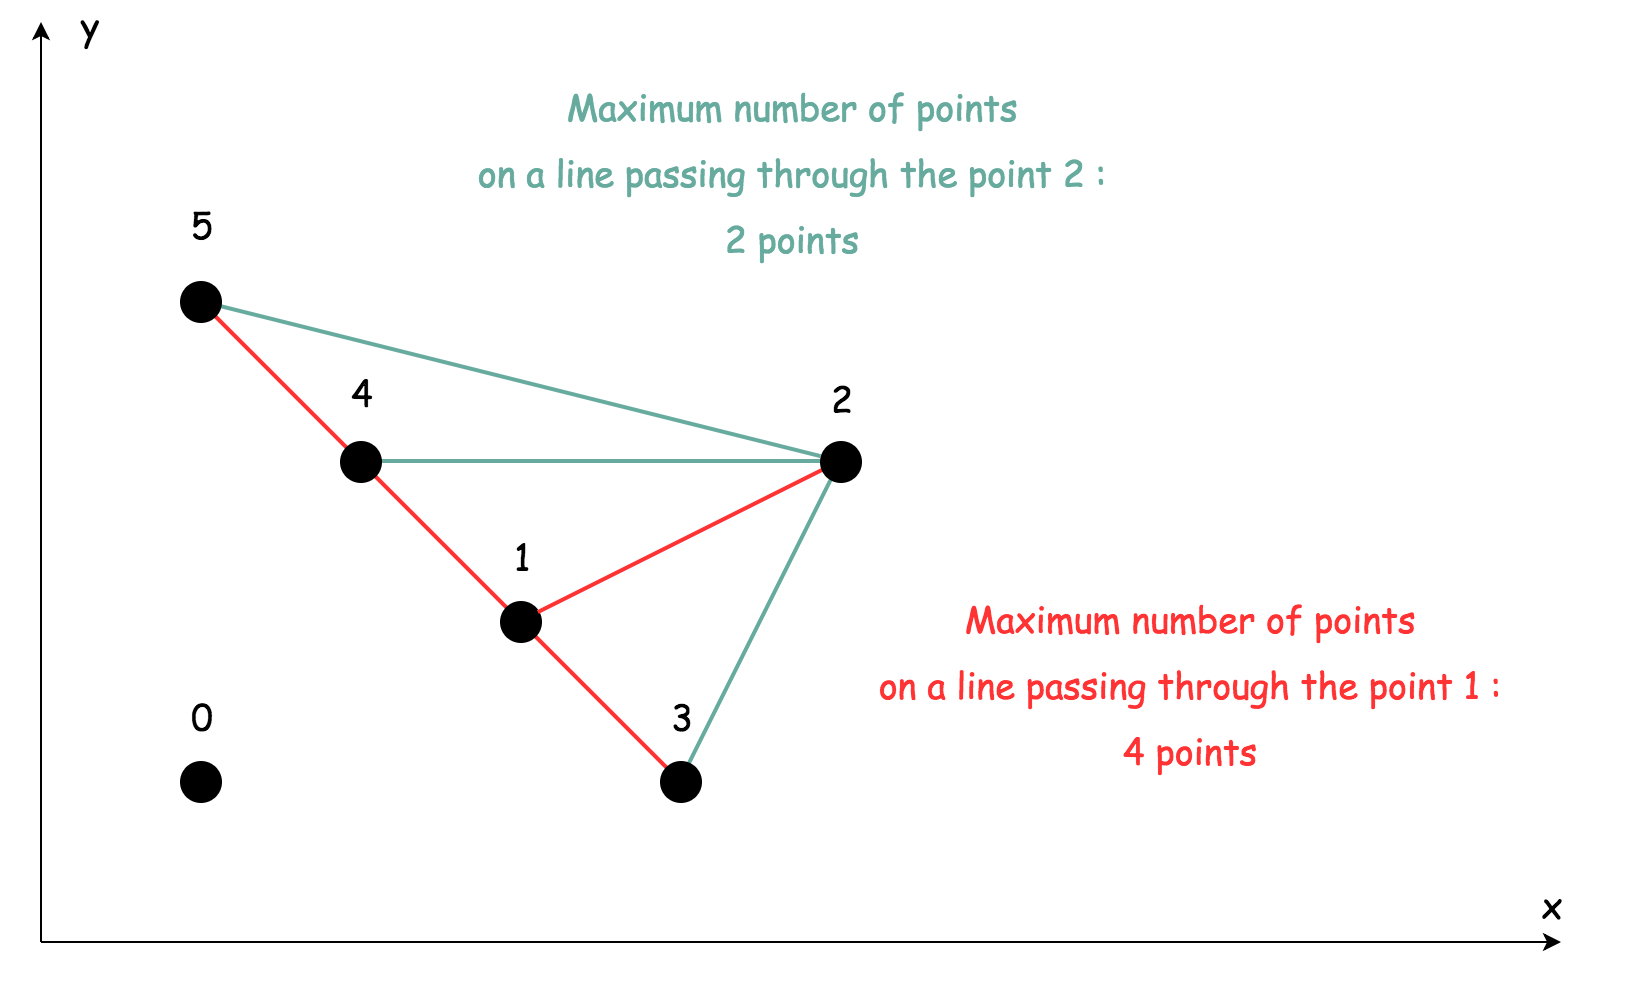 y
Maximum number of points
on a line passing through the point 2 :
2 points
5
4
2
1
Maximum number of points
on a line passing through the point 1 :
4 points
0
3
x